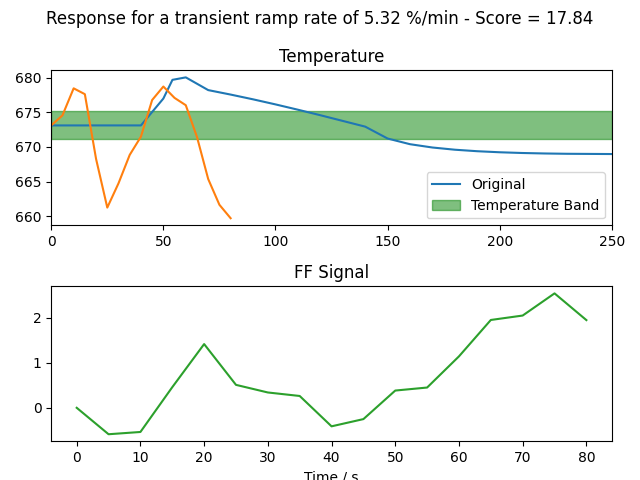 Response for a transient ramp rate of 5.32 %/min - Score = 17.84
Temperature
680
675
670
665
660
0 50 100 150 200 250
Original
Temperature Band
FF Signal
2
1
0
0 10 20 30 40 50 60 70 80
Time / s